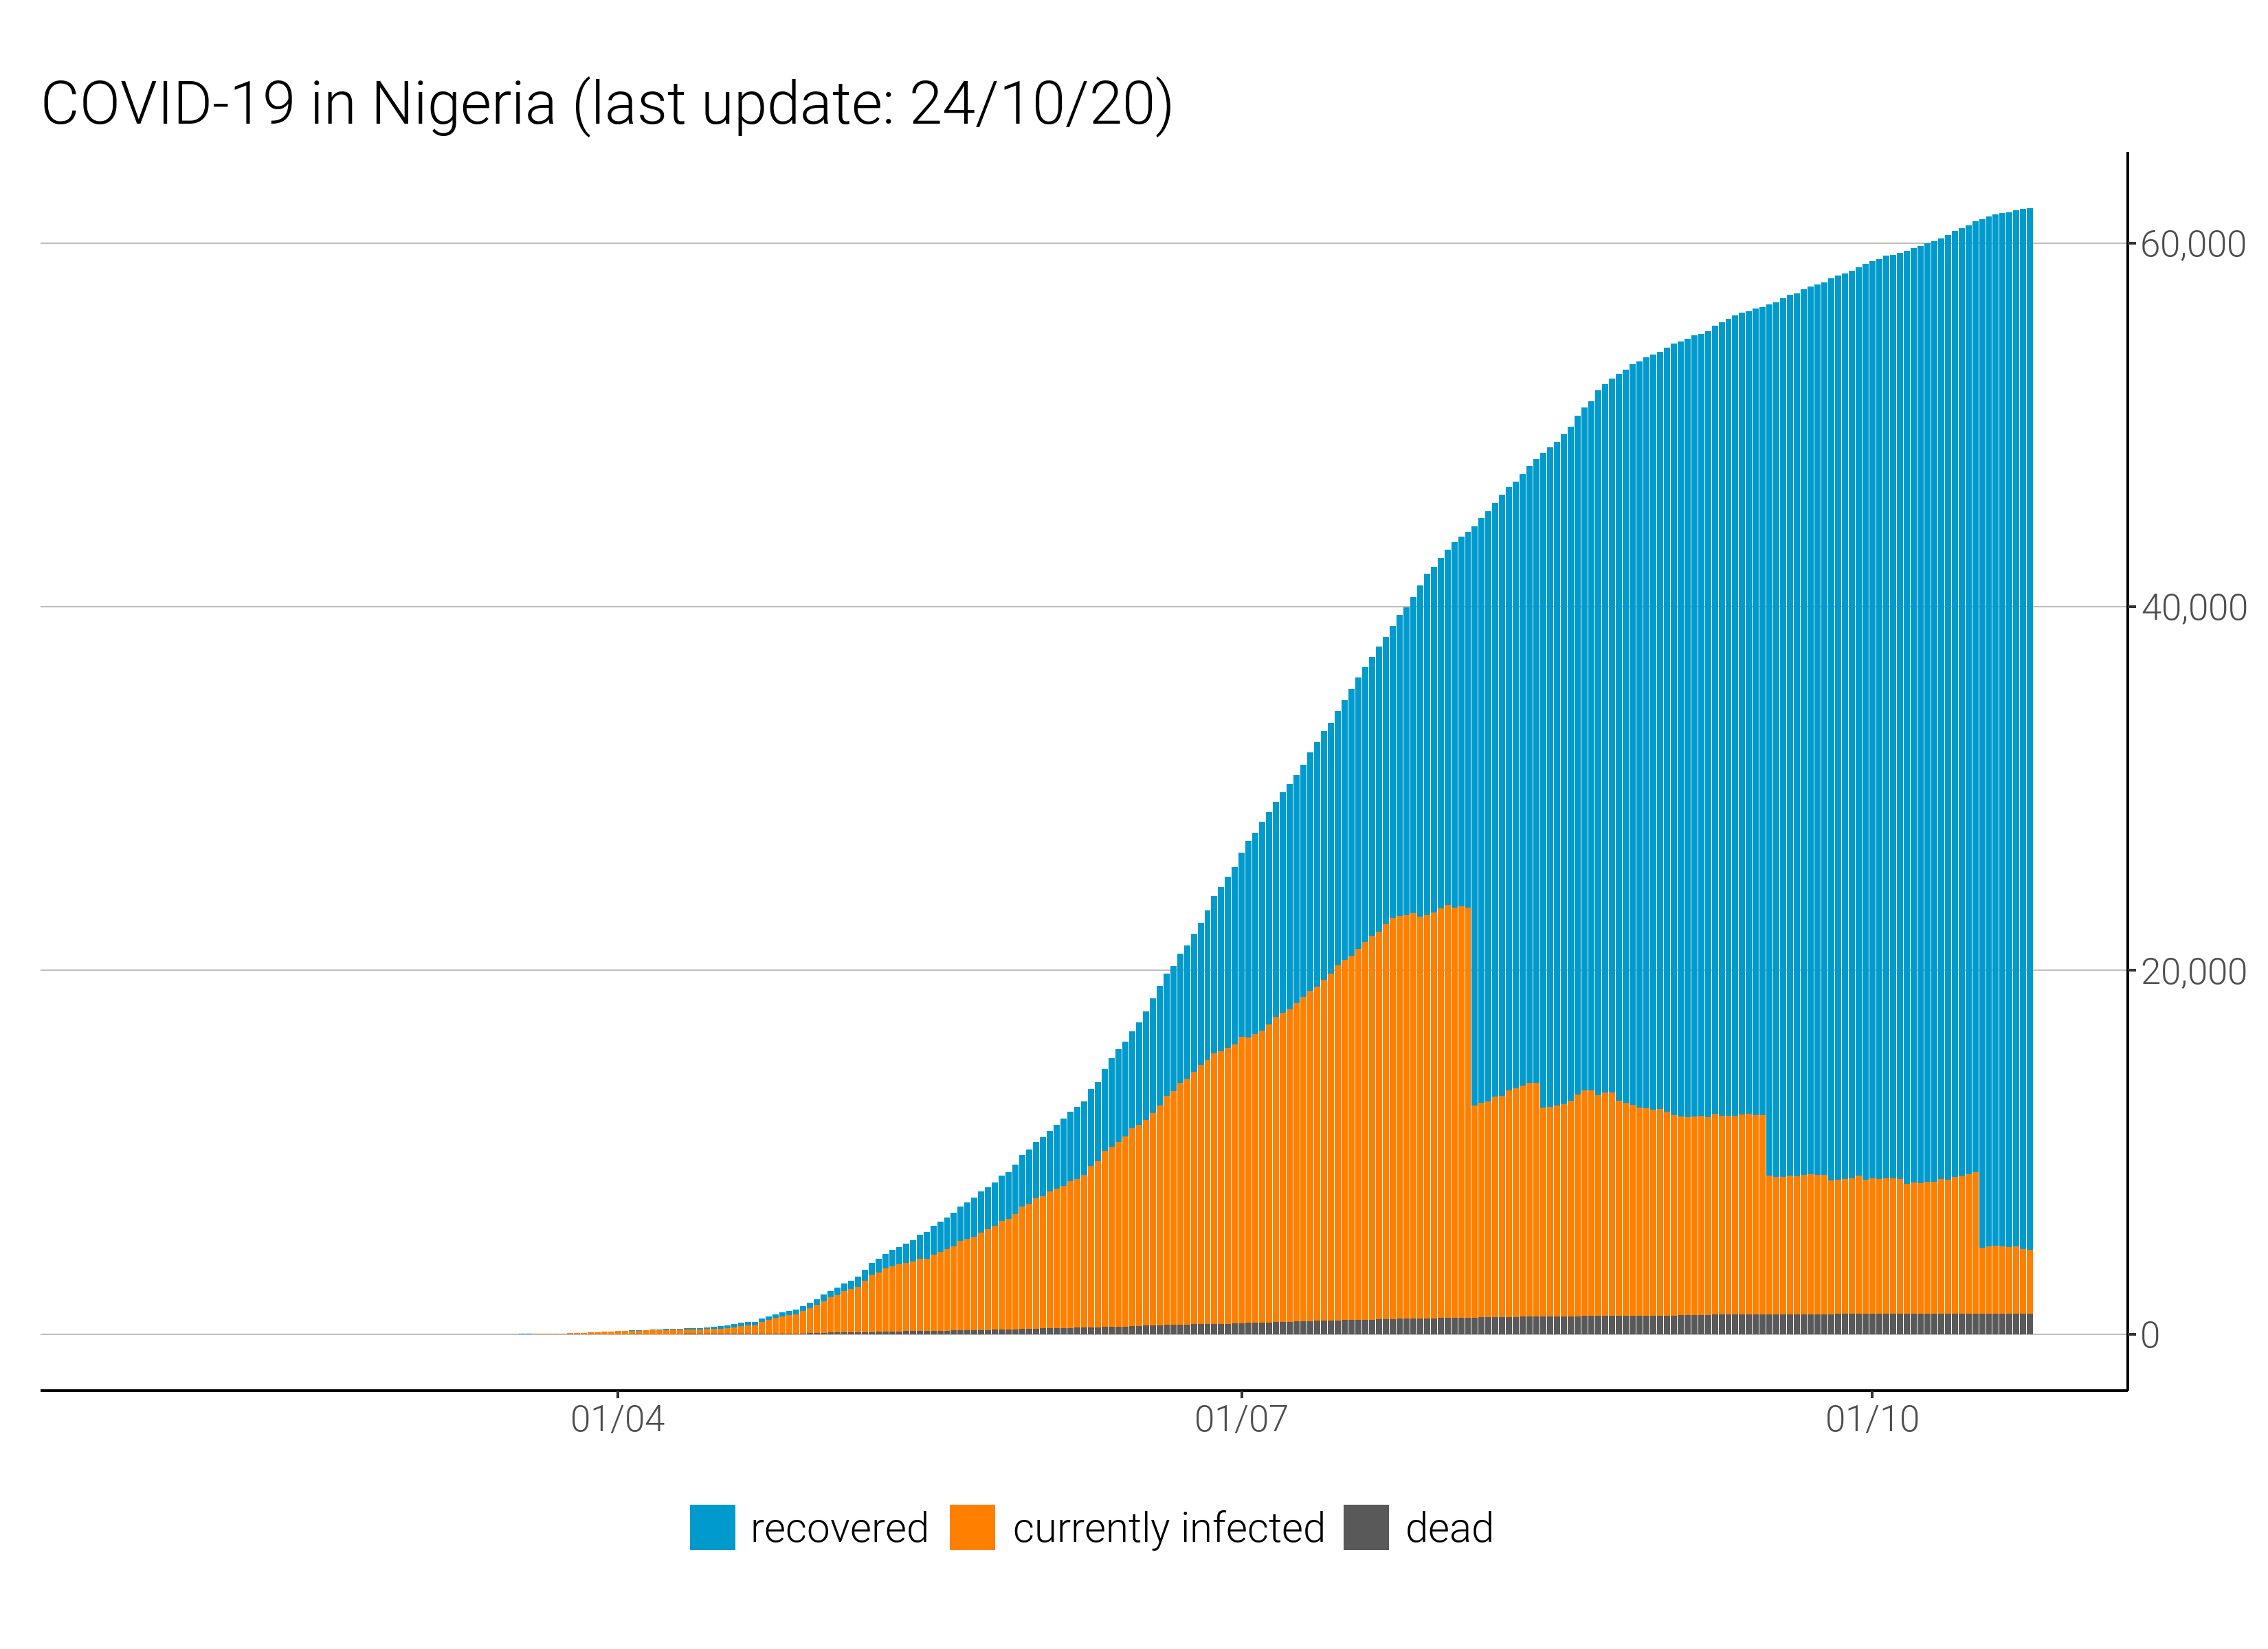 COVID-19 in Nigeria (last update: 24/10/20)
60,000
40,000
20,000
0
01/04 01/07 01/10
recovered currently infected dead